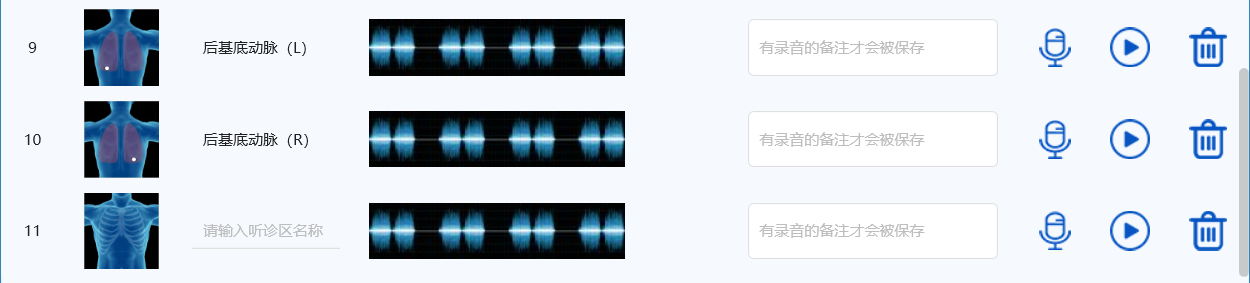 9 后基底动脉（L） 有录音的备注才会被保存
10 后基底动脉（R） 有录音的备注才会被保存
11 请输入听诊区名称 有录音的备注才会被保存